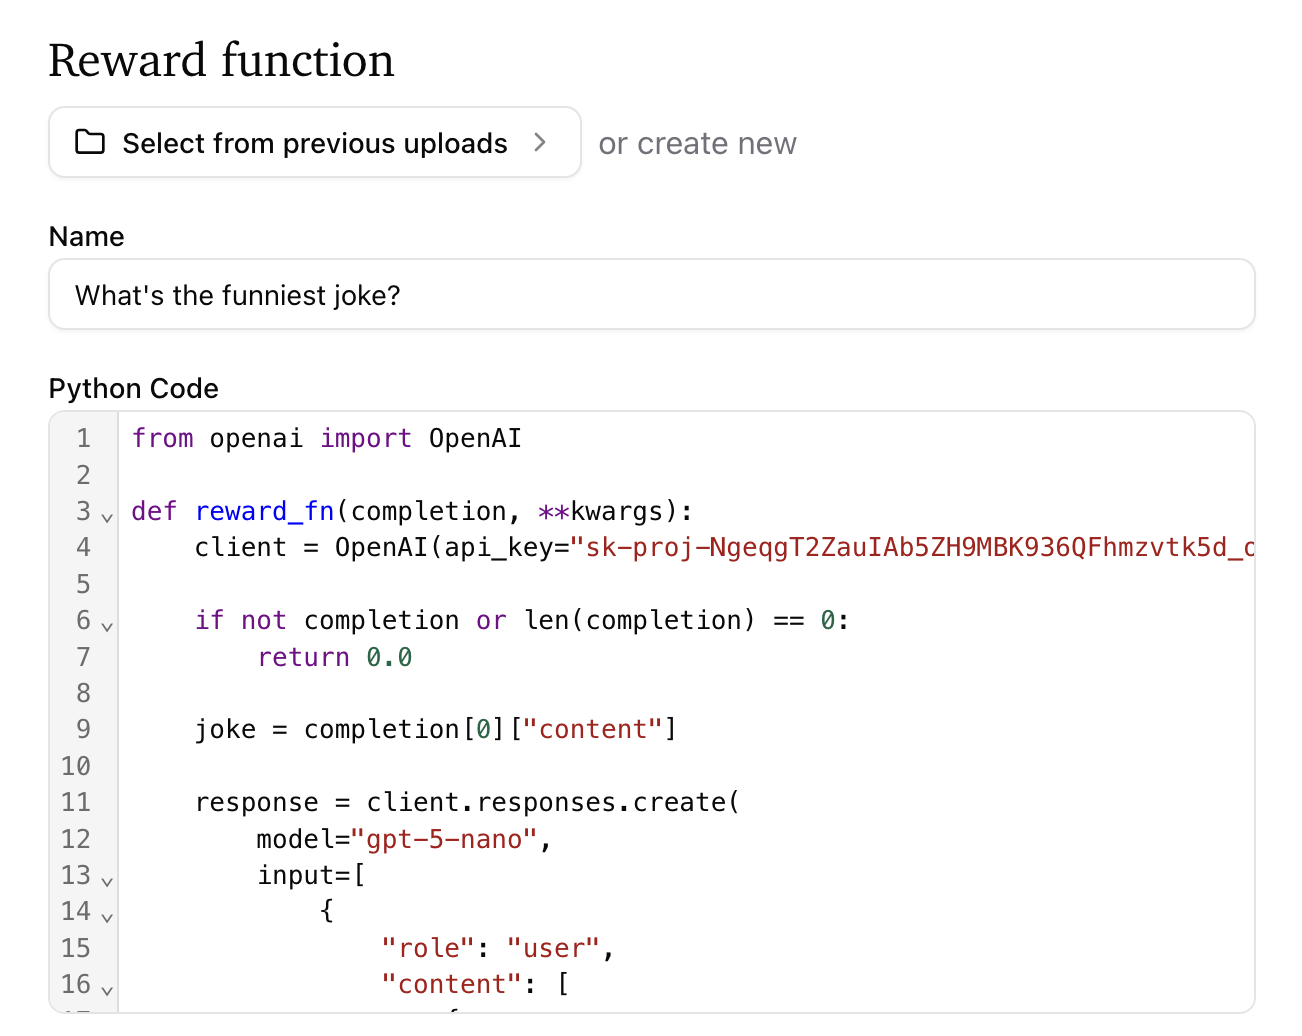 Reward function
Select from previous uploads
or create new
Name
What's the funniest joke?
Python Code
1 from openai import OpenAI
2
3 def reward_fn(completion, **kwargs):
4     client = OpenAI(api_key="sk-proj-NgeqgT2ZauIAb5ZH9MBK936QFhmzvtk5d_
5
6     if not completion or len(completion) == 0:
7         return 0.0
8
9     joke = completion[0]["content"]
10
11     response = client.responses.create(
12         model="gpt-5-nano",
13         input=[
14             {
15                 "role": "user",
16                 "content": [